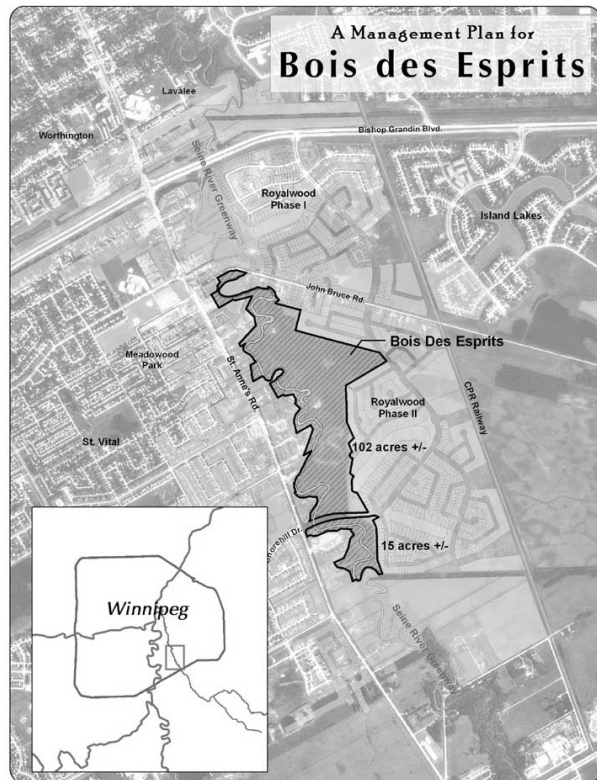 A Management Plan for
Bois des Esprits
Lavalee
Worthington
Bishop Grandin Blvd.
Seine River Greenway
Royalwood
Phase I
Island Lakes
John Bruce Rd.
Bois Des Esprits
Meadowood
Park
St. Anne's Rd.
CPR Railway
Royalwood
Phase II
St. Vital
102 acres +/-
15 acres +/-
Shorehill Dr.
Winnipeg
Seine River Greenway